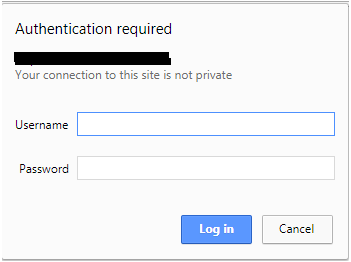 Authentication required
Your connection to this site is not private
Username
Password
Log in
Cancel